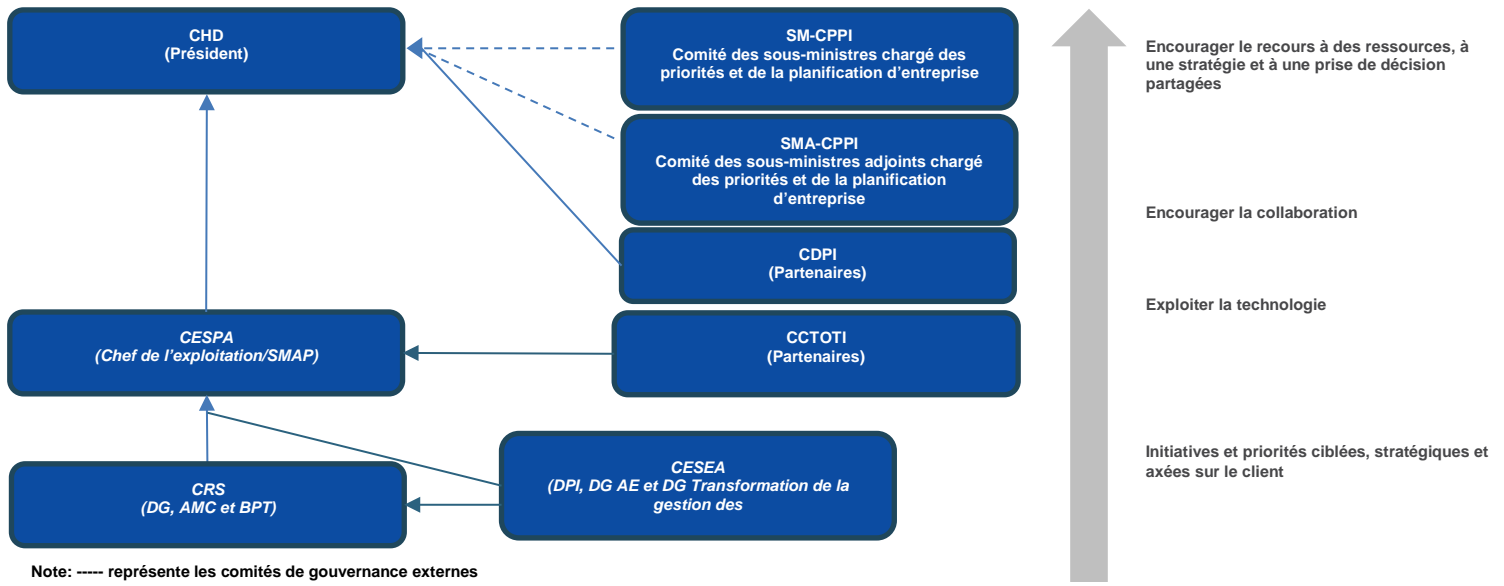 CHD
(Président)
SM-CPPI
Comité des sous-ministres chargé des
priorités et de la planification d'entreprise
Encourager le recours à des ressources, à
une stratégie et à une prise de décision
partagées
SMA-CPPI
Comité des sous-ministres adjoints chargé
des priorités et de la planification
d'entreprise
Encourager la collaboration
CDPI
(Partenaires)
Exploiter la technologie
CESPA
(Chef de l'exploitation/SMAP)
CCTOTI
(Partenaires)
Initiatives et priorités ciblées, stratégiques et
axées sur le client
CRS
(DG, AMC et BPT)
CESEA
(DPI, DG AE et DG Transformation de la
gestion des
Note: ----- représente les comités de gouvernance externes